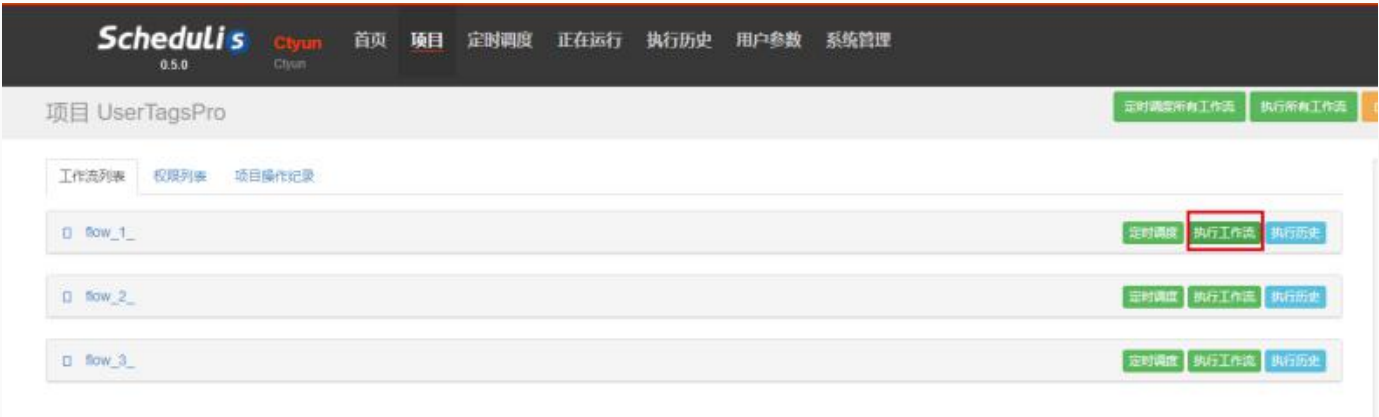 Schedulis Ctyun 首页 项目 定时调度 正在运行 执行历史 用户参数 系统管理
0.5.0 Ctyun
项目 UserTagsPro 定时调度所有工作流 执行所有工作流
工作流列表 权限列表 项目操作记录
flow_1_ 定时调度 执行工作流 执行历史
flow_2_ 定时调度 执行工作流 执行历史
flow_3_ 定时调度 执行工作流 执行历史